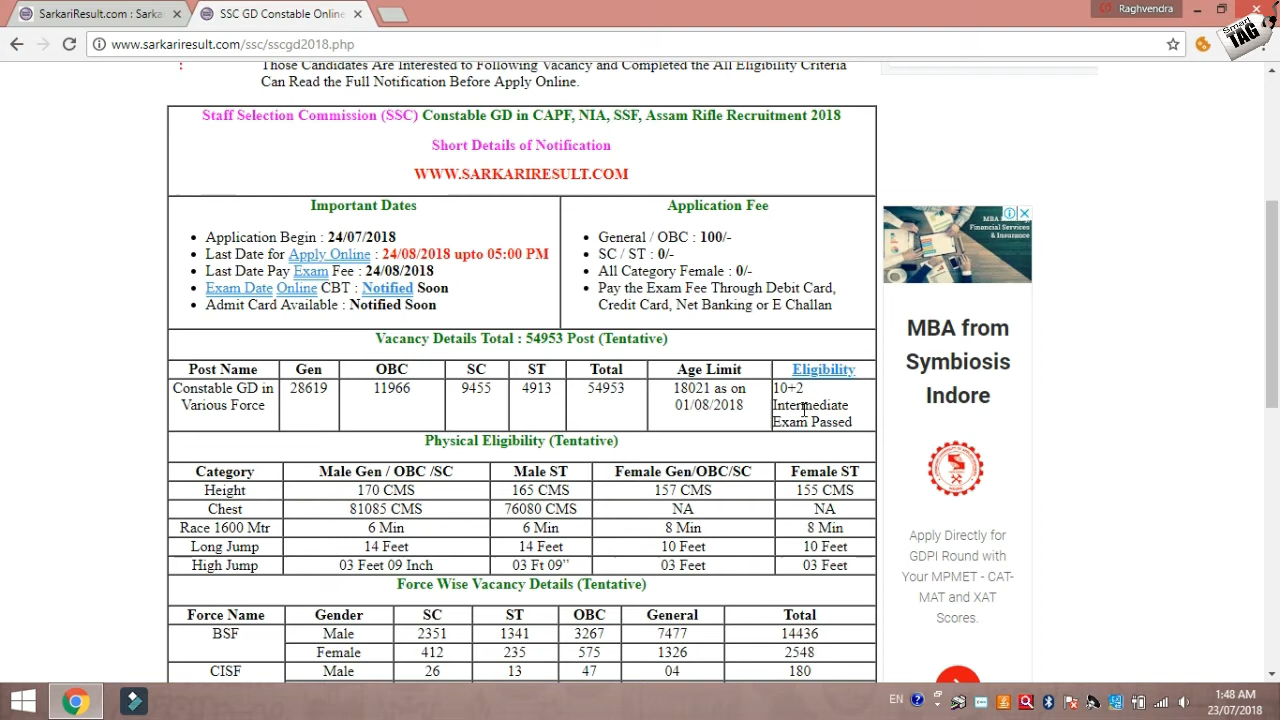 SarkariResult.com : Sarka
SSC GD Constable Online
Raghvendra
Smart
TAG
www.sarkariresult.com/ssc/sscgd2018.php
: Those Candidates Are Interested to Following Vacancy and Completed the All Eligibility Criteria
Can Read the Full Notification Before Apply Online.
Staff Selection Commission (SSC) Constable GD in CAPF, NIA, SSF, Assam Rifle Recruitment 2018
Short Details of Notification
WWW.SARKARIRESULT.COM
Important Dates
Application Begin : 24/07/2018
Last Date for Apply Online : 24/08/2018 upto 05:00 PM
Last Date Pay Exam Fee : 24/08/2018
Exam Date Online CBT : Notified Soon
Admit Card Available : Notified Soon
Application Fee
General / OBC : 100/-
SC / ST : 0/-
All Category Female : 0/-
Pay the Exam Fee Through Debit Card,
Credit Card, Net Banking or E Challan
Vacancy Details Total : 54953 Post (Tentative)
Post Name Gen OBC SC ST Total Age Limit Eligibility
Constable GD in Various Force 28619 11966 9455 4913 54953 18021 as on 01/08/2018 10+2 Intermediate Exam Passed
Physical Eligibility (Tentative)
Category Male Gen / OBC /SC Male ST Female Gen/OBC/SC Female ST
Height 170 CMS 165 CMS 157 CMS 155 CMS
Chest 81085 CMS 76080 CMS NA NA
Race 1600 Mtr 6 Min 6 Min 8 Min 8 Min
Long Jump 14 Feet 14 Feet 10 Feet 10 Feet
High Jump 03 Feet 09 Inch 03 Ft 09” 03 Feet 03 Feet
Force Wise Vacancy Details (Tentative)
Force Name Gender SC ST OBC General Total
BSF Male 2351 1341 3267 7477 14436
Female 412 235 575 1326 2548
CISF Male 26 13 47 04 180
Financial Services
& Insurance
MBA from
Symbiosis
Indore
Apply Directly for
GDPI Round with
Your MPMET - CAT-
MAT and XAT
Scores.
EN
1:48 AM
23/07/2018